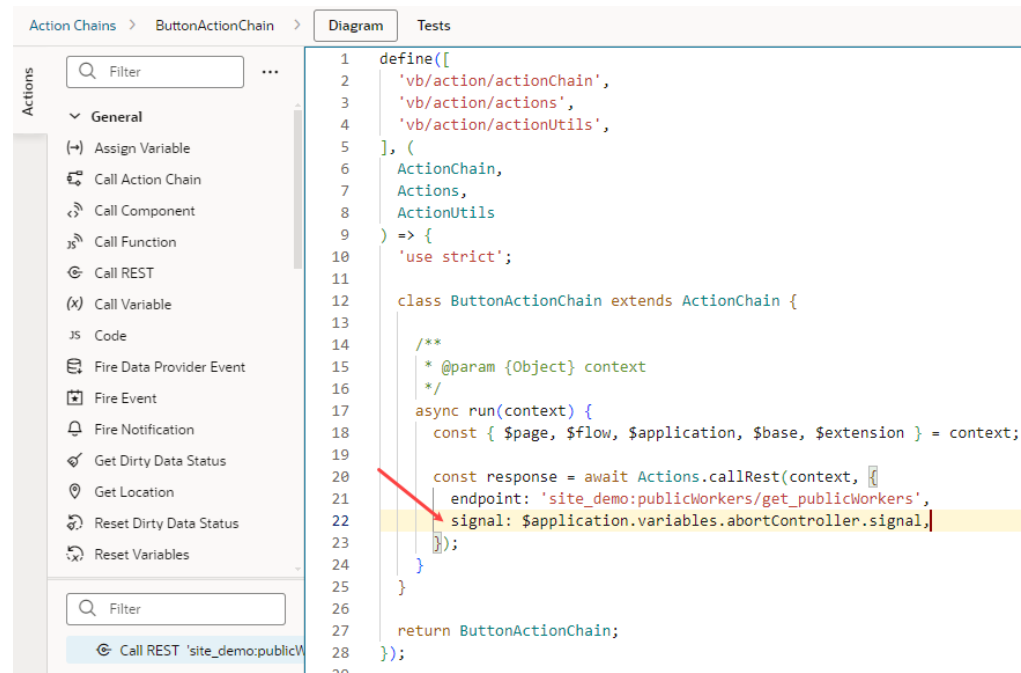 Action Chains > ButtonActionChain > Diagram Tests
Actions
Filter ...
General
Assign Variable
Call Action Chain
Call Component
Call Function
Call REST
(x) Call Variable
JS Code
Fire Data Provider Event
Fire Event
Fire Notification
Get Dirty Data Status
Get Location
Reset Dirty Data Status
Reset Variables
Filter
Call REST 'site_demo:publicW
1 define([
2 'vb/action/actionChain',
3 'vb/action/actions',
4 'vb/action/actionUtils',
5 ], (
6 ActionChain,
7 Actions,
8 ActionUtils
9 ) => {
10 'use strict';
11
12 class ButtonActionChain extends ActionChain {
13
14 /**
15 * @param {Object} context
16 */
17 async run(context) {
18 const { $page, $flow, $application, $base, $extension } = context;
19
20 const response = await Actions.callRest(context, {
21 endpoint: 'site_demo:publicWorkers/get_publicWorkers',
22 signal: $application.variables.abortController.signal,
23 });
24 }
25 }
26
27 return ButtonActionChain;
28 });